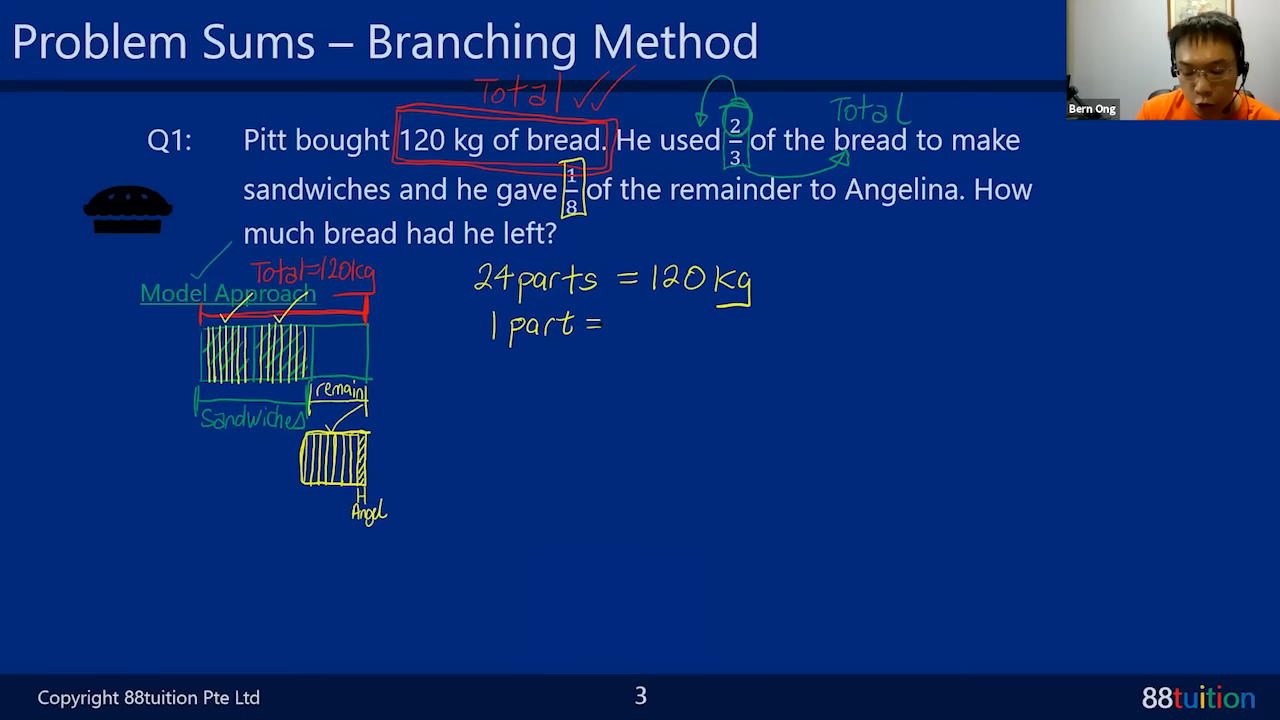 Problem Sums – Branching Method
Total
Total
Bern Ong
Q1: Pitt bought 120 kg of bread. He used 2/3 of the bread to make
sandwiches and he gave 1/8 of the remainder to Angelina. How
much bread had he left?
Total=120kg
Model Approach
24 parts = 120 kg
1 part =
remain
Sandwiches
Angel
Copyright 88tuition Pte Ltd
3
88tuition